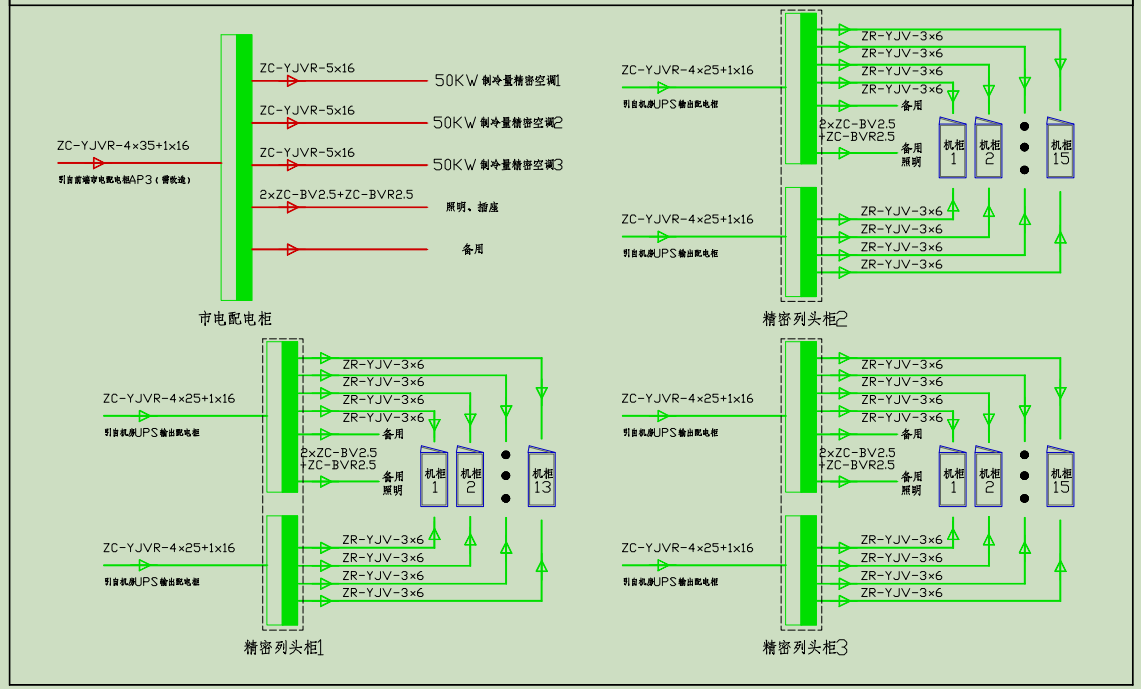 ZC-YJVR-5×16
50KW 制冷量精密空调1
ZC-YJVR-5×16
50KW 制冷量精密空调2
ZC-YJVR-4×35+1×16
引自前端市电配电柜AP3(需改造)
ZC-YJVR-5×16
50KW 制冷量精密空调3
2×ZC-BV2.5+ZC-BVR2.5
照明、插座
备用
市电配电柜
ZR-YJV-3×6
ZR-YJV-3×6
ZR-YJV-3×6
ZR-YJV-3×6
ZC-YJVR-4×25+1×16
引自机房UPS输出配电柜
备用
2×ZC-BV2.5
+ZC-BVR2.5
备用
照明
机柜
1
机柜
2
机柜
15
ZC-YJVR-4×25+1×16
引自机房UPS输出配电柜
ZR-YJV-3×6
ZR-YJV-3×6
ZR-YJV-3×6
ZR-YJV-3×6
精密列头柜2
ZR-YJV-3×6
ZR-YJV-3×6
ZR-YJV-3×6
ZR-YJV-3×6
ZC-YJVR-4×25+1×16
引自机房UPS输出配电柜
备用
2×ZC-BV2.5
+ZC-BVR2.5
备用
照明
机柜
1
机柜
2
机柜
13
ZC-YJVR-4×25+1×16
引自机房UPS输出配电柜
ZR-YJV-3×6
ZR-YJV-3×6
ZR-YJV-3×6
ZR-YJV-3×6
精密列头柜1
ZR-YJV-3×6
ZR-YJV-3×6
ZR-YJV-3×6
ZR-YJV-3×6
ZC-YJVR-4×25+1×16
引自机房UPS输出配电柜
备用
2×ZC-BV2.5
+ZC-BVR2.5
备用
照明
机柜
1
机柜
2
机柜
15
ZC-YJVR-4×25+1×16
引自机房UPS输出配电柜
ZR-YJV-3×6
ZR-YJV-3×6
ZR-YJV-3×6
ZR-YJV-3×6
精密列头柜3